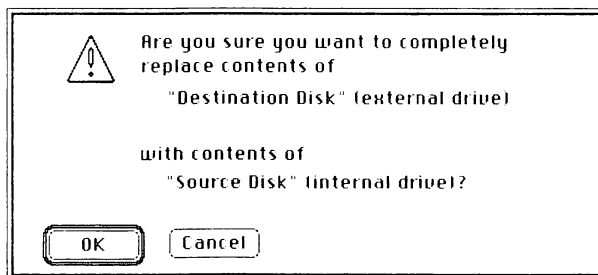 Are you sure you want to completely
replace contents of
"Destination Disk" (external drive)
with contents of
"Source Disk" (internal drive)?
OK Cancel